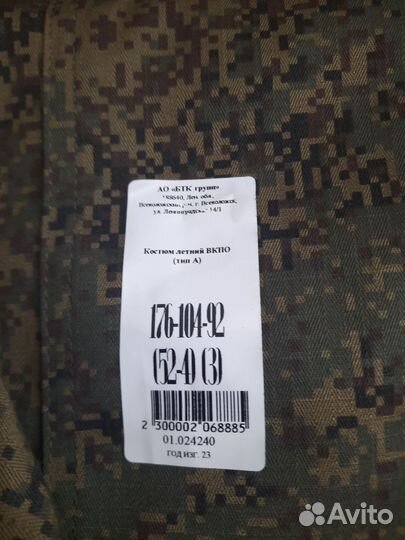 АО «БТК групп»
188640, Лен. обл.,
Всеволожский р-н, г. Всеволожск,
ул. Ленинградская 14/1
Костюм летний ВКПО
(тип А)
176-104-92
(52-4) (3)
2 300002 068885
01.024240
год изг. 23
Avito